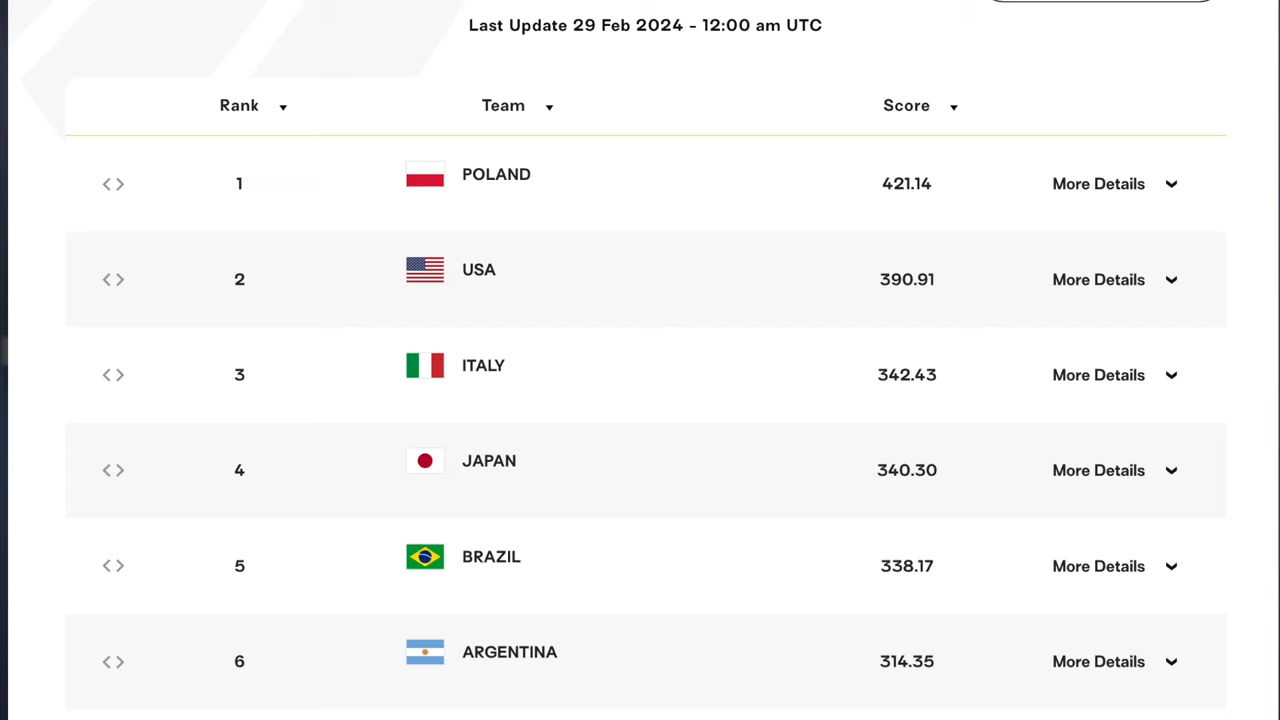 Last Update 29 Feb 2024 - 12:00 am UTC
Rank Team Score
1 POLAND 421.14 More Details
2 USA 390.91 More Details
3 ITALY 342.43 More Details
4 JAPAN 340.30 More Details
5 BRAZIL 338.17 More Details
6 ARGENTINA 314.35 More Details